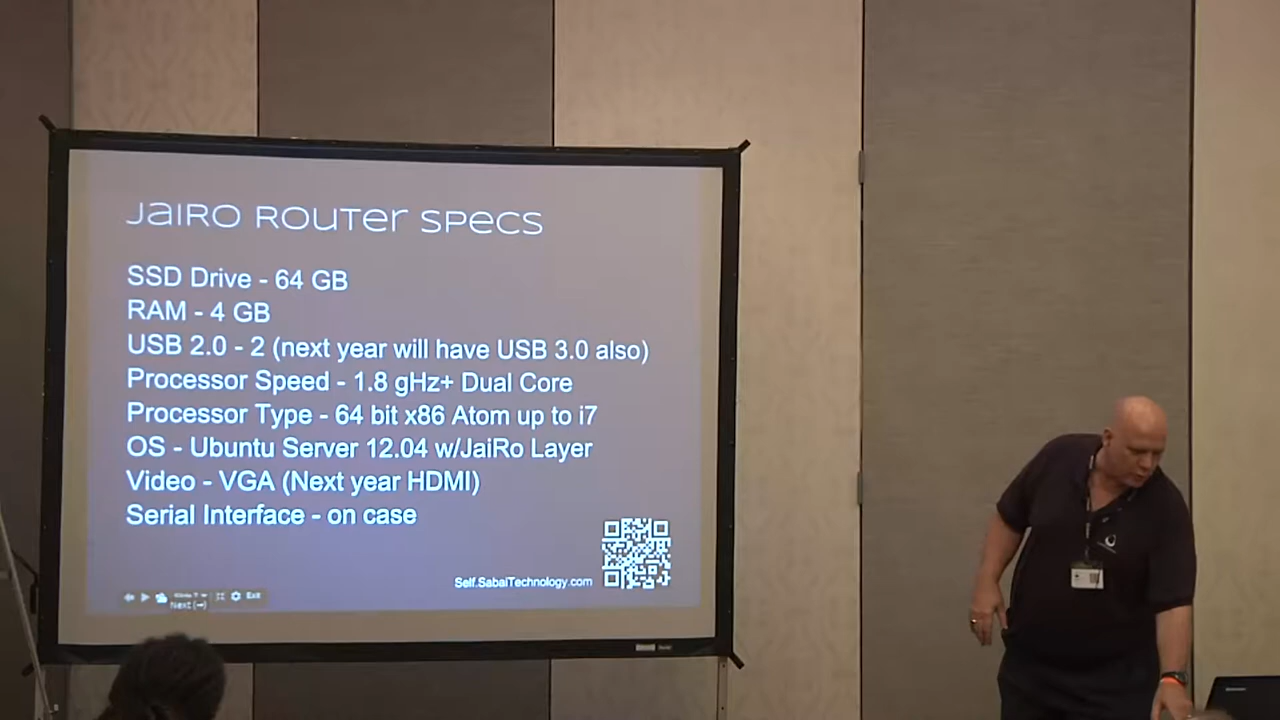 JaiRo Router Specs
SSD Drive - 64 GB
RAM - 4 GB
USB 2.0 - 2 (next year will have USB 3.0 also)
Processor Speed - 1.8 gHz+ Dual Core
Processor Type - 64 bit x86 Atom up to i7
OS - Ubuntu Server 12.04 w/JaiRo Layer
Video - VGA (Next year HDMI)
Serial Interface - on case
Self.SabaiTechnology.com
Exit
Next (→)